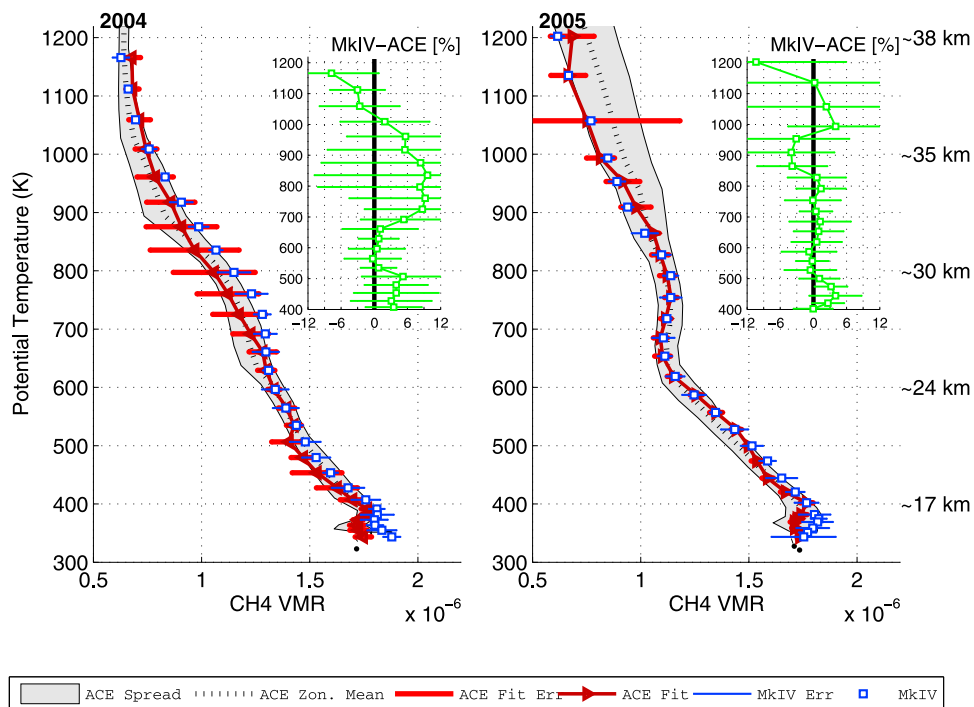 2004
2005
MkIV-ACE [%]
MkIV-ACE [%]
1200
1100
1000
900
800
700
600
500
400
300
Potential Temperature (K)
1200
1100
1000
900
800
700
600
500
400
−12 −6 0 6 12
0.5 1 1.5 2
CH4 VMR
x 10⁻⁶
1200
1100
1000
900
800
700
600
500
400
300
1200
1100
1000
900
800
700
600
500
400
−12 −6 0 6 12
0.5 1 1.5 2
CH4 VMR
x 10⁻⁶
~38 km
~35 km
~30 km
~24 km
~17 km
ACE Spread ACE Zon. Mean ACE Fit Err ACE Fit MkIV Err MkIV